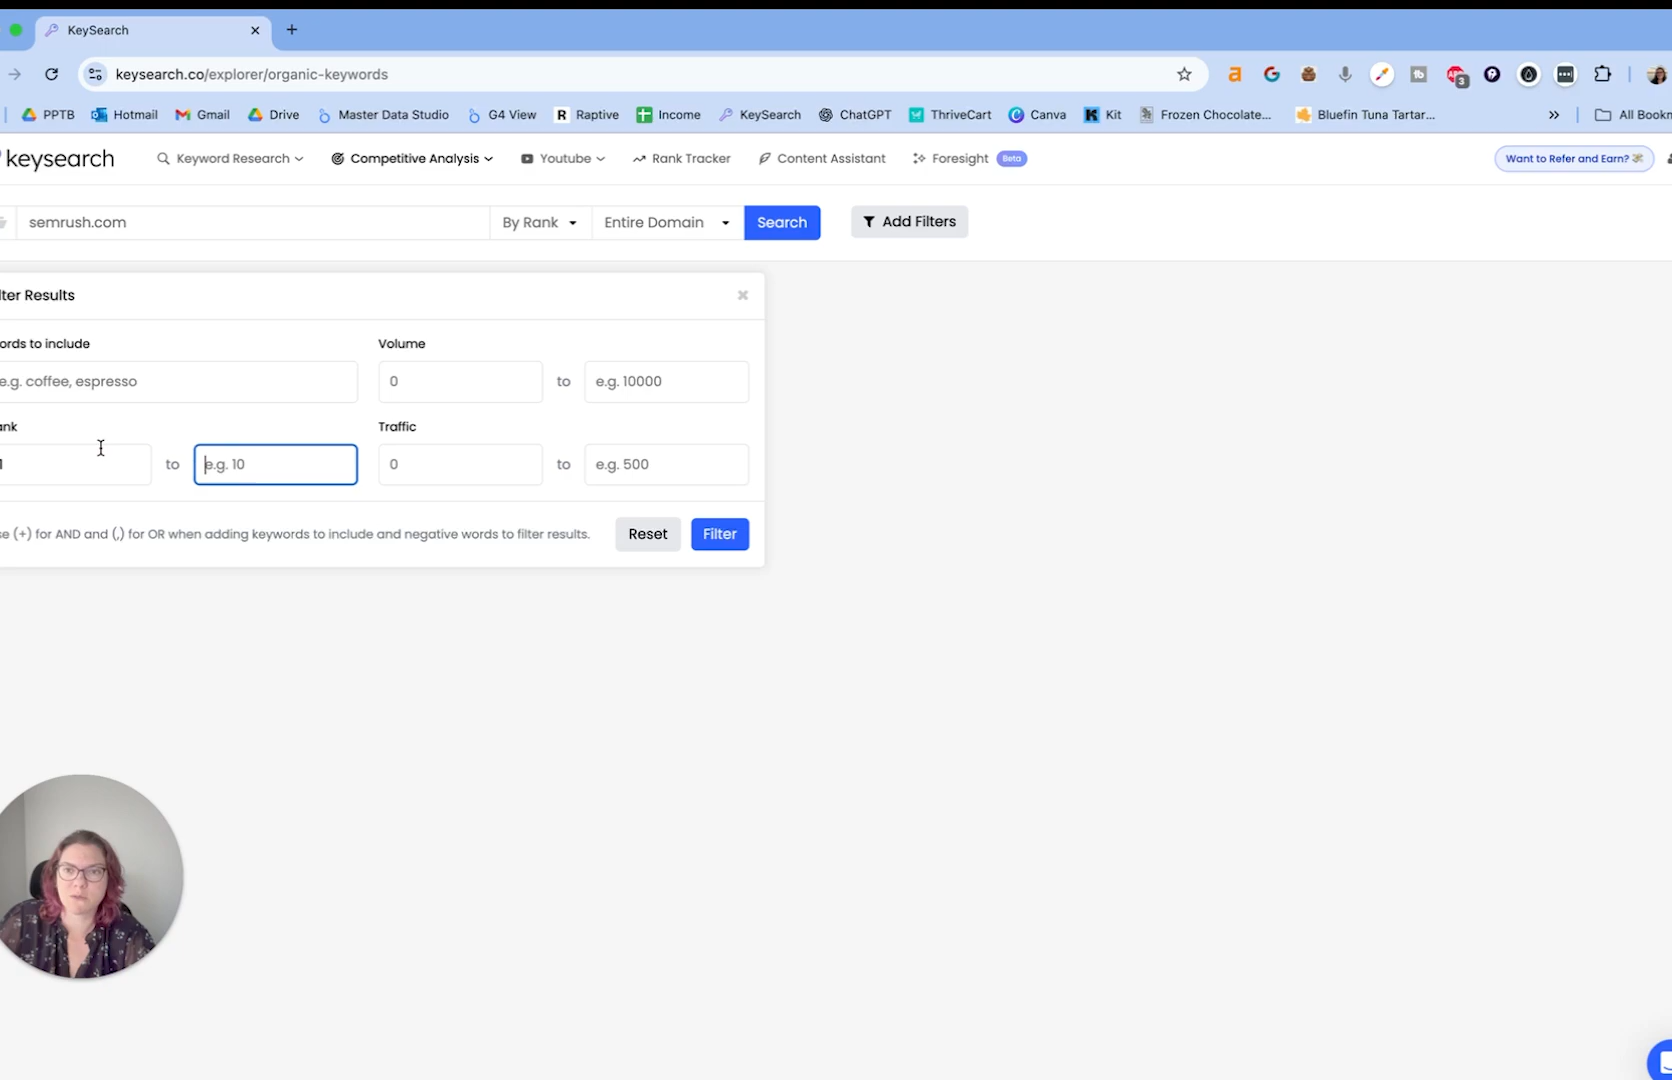 KeySearch
keysearch.co/explorer/organic-keywords
3
PPTB Hotmail Gmail Drive Master Data Studio G4 View R Raptive Income KeySearch ChatGPT ThriveCart Canva Kit Frozen Chocolate... Bluefin Tuna Tartar... » All Bookm
keysearch Keyword Research Competitive Analysis Youtube Rank Tracker Content Assistant Foresight Beta Want to Refer and Earn?
semrush.com By Rank Entire Domain Search Add Filters
lter Results
ords to include Volume
e.g. coffee, espresso 0 to e.g. 10000
ank Traffic
1 to e.g. 10 0 to e.g. 500
se (+) for AND and (,) for OR when adding keywords to include and negative words to filter results. Reset Filter